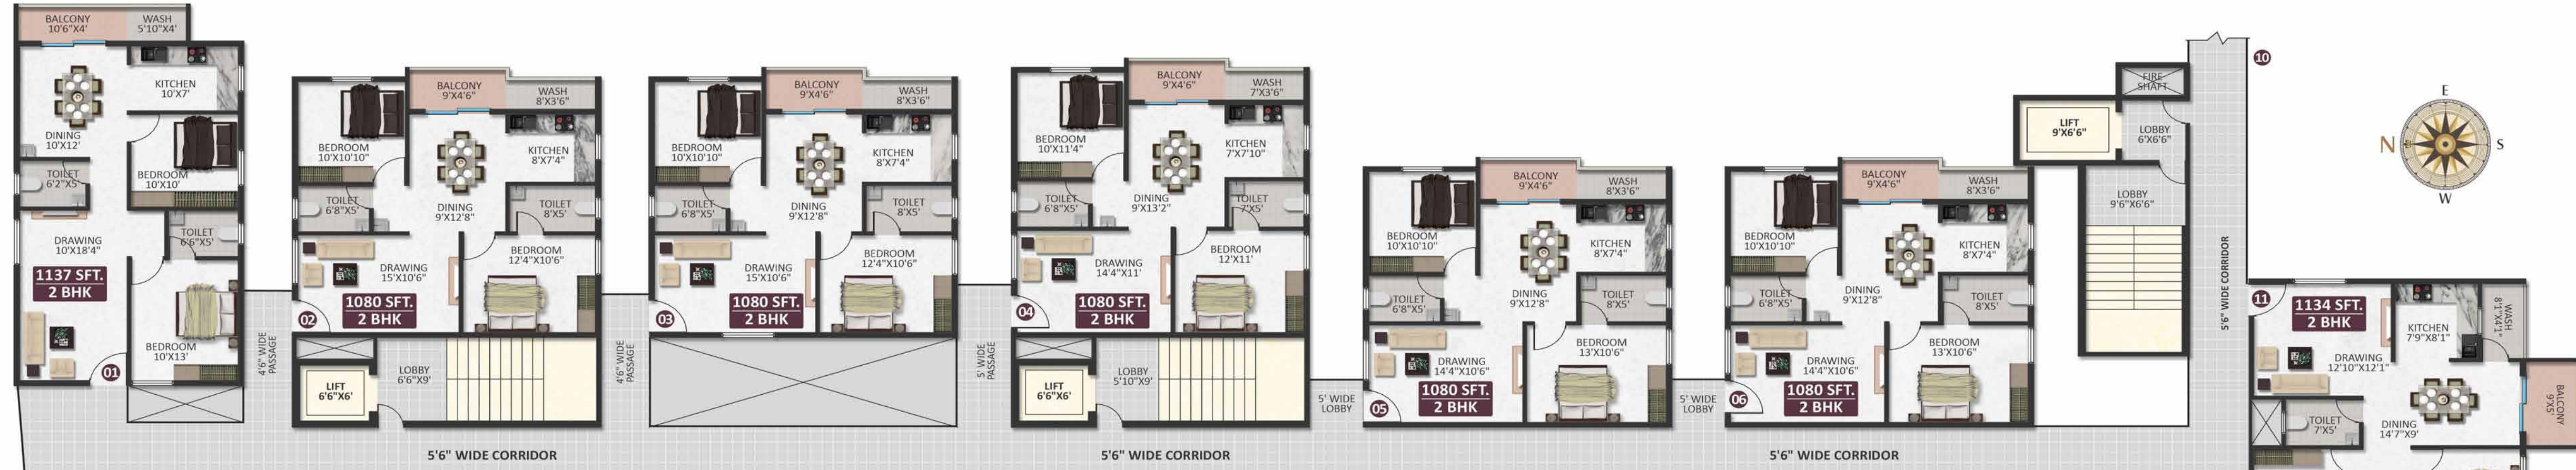 BALCONY
10'6"X4'
WASH
5'10"X4'
KITCHEN
10'X7'
DINING
10'X12'
TOILET
6'2"X5'
BEDROOM
10'X10'
DRAWING
10'X18'4"
TOILET
6'6"X5'
1137 SFT.
2 BHK
BEDROOM
10'X13'
01
4'6" WIDE
PASSAGE
BALCONY
9'X4'6"
WASH
8'X3'6"
BEDROOM
10'X10'10"
KITCHEN
8'X7'4"
TOILET
6'8"X5'
DINING
9'X12'8"
TOILET
8'X5'
DRAWING
15'X10'6"
BEDROOM
12'4"X10'6"
1080 SFT.
2 BHK
02
LIFT
6'6"X6'
LOBBY
6'6"X9'
4'6" WIDE
PASSAGE
BALCONY
9'X4'6"
WASH
8'X3'6"
BEDROOM
10'X10'10"
KITCHEN
8'X7'4"
TOILET
6'8"X5'
DINING
9'X12'8"
TOILET
8'X5'
DRAWING
15'X10'6"
BEDROOM
12'4"X10'6"
1080 SFT.
2 BHK
03
5' WIDE
PASSAGE
BALCONY
9'X4'6"
WASH
7'X3'6"
BEDROOM
10'X11'4"
KITCHEN
7'X7'10"
TOILET
6'8"X5'
DINING
9'X13'2"
TOILET
7'X5'
DRAWING
14'4"X11'
BEDROOM
12'X11'
1080 SFT.
2 BHK
04
LIFT
6'6"X6'
LOBBY
5'10"X9'
5' WIDE
LOBBY
BALCONY
9'X4'6"
WASH
8'X3'6"
BEDROOM
10'X10'10"
KITCHEN
8'X7'4"
TOILET
6'8"X5'
DINING
9'X12'8"
TOILET
8'X5'
DRAWING
14'4"X10'6"
BEDROOM
13'X10'6"
1080 SFT.
2 BHK
05
5' WIDE
LOBBY
BALCONY
9'X4'6"
WASH
8'X3'6"
BEDROOM
10'X10'10"
KITCHEN
8'X7'4"
TOILET
6'8"X5'
DINING
9'X12'8"
TOILET
8'X5'
DRAWING
14'4"X10'6"
BEDROOM
13'X10'6"
1080 SFT.
2 BHK
06
FIRE
SHAFT
LIFT
9'X6'6"
LOBBY
6'X6'6"
LOBBY
9'6"X6'6"
5'6" WIDE CORRIDOR
10
E
N
S
W
11
1134 SFT.
2 BHK
KITCHEN
7'9"X8'1"
WASH
8'1"X4'1"
DRAWING
12'10"X12'1"
BALCONY
9'X5'
TOILET
7'X5'
DINING
14'7"X9'
5'6" WIDE CORRIDOR
5'6" WIDE CORRIDOR
5'6" WIDE CORRIDOR